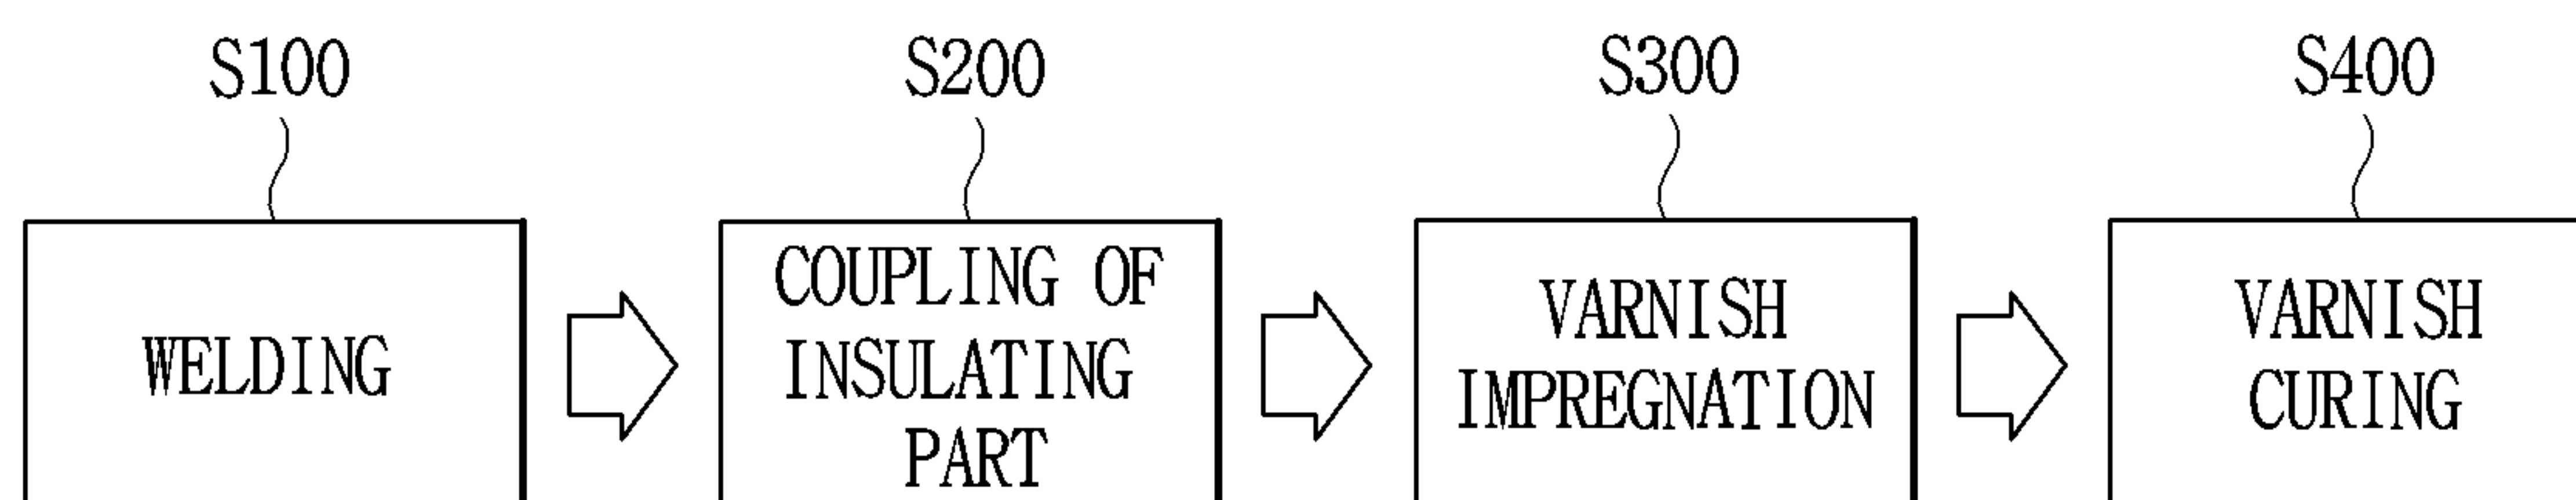 S100
S200
S300
S400
WELDING
COUPLING OF
INSULATING
PART
VARNISH
IMPREGNATION
VARNISH
CURING